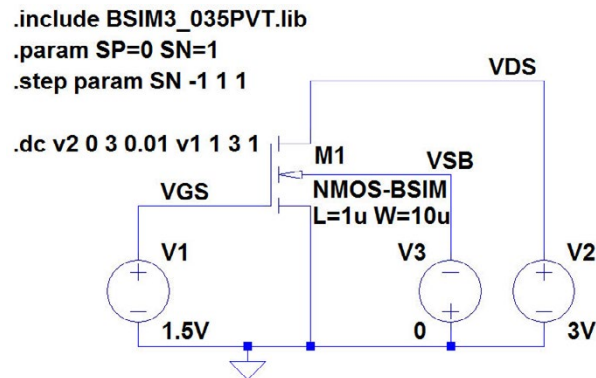 .include BSIM3_035PVT.lib
.param SP=0 SN=1
.step param SN -1 1 1
VDS
.dc v2 0 3 0.01 v1 1 3 1
M1
VSB
VGS
NMOS-BSIM
L=1u W=10u
V1
V3
V2
+
−
−
+
+
−
1.5V
0
3V